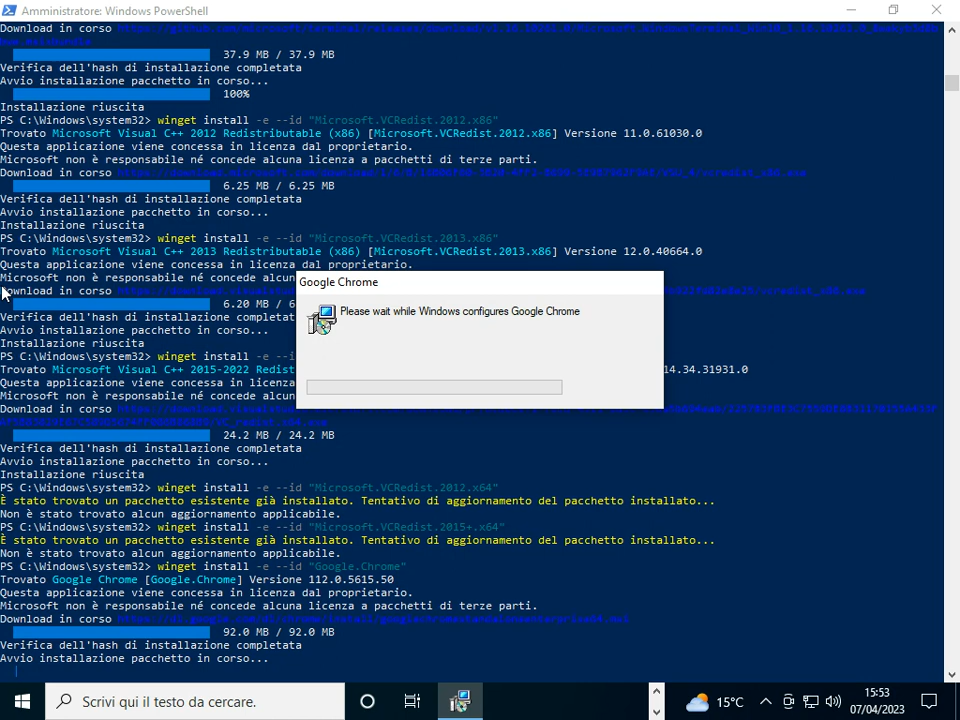 Amministratore: Windows PowerShell
Download in corso
37.9 MB / 37.9 MB
Verifica dell'hash di installazione completata
Avvio installazione pacchetto in corso...
100%
Installazione riuscita
PS C:\Windows\system32> winget install -e --id "Microsoft.VCRedist.2012.x86"
Trovato Microsoft Visual C++ 2012 Redistributable (x86) [Microsoft.VCRedist.2012.x86] Versione 11.0.61030.0
Questa applicazione viene concessa in licenza dal proprietario.
Microsoft non è responsabile né concede alcuna licenza a pacchetti di terze parti.
Download in corso
6.25 MB / 6.25 MB
Verifica dell'hash di installazione completata
Avvio installazione pacchetto in corso...
Installazione riuscita
PS C:\Windows\system32> winget install -e --id "Microsoft.VCRedist.2013.x86"
Trovato Microsoft Visual C++ 2013 Redistributable (x86) [Microsoft.VCRedist.2013.x86] Versione 12.0.40664.0
Questa applicazione viene concessa in licenza dal proprietario.
Microsoft non è responsabile né concede alcun
Download in corso
6.20 MB / 6
Verifica dell'hash di installazione completat
Avvio installazione pacchetto in corso...
Installazione riuscita
PS C:\Windows\system32> winget install -e --i
Trovato Microsoft Visual C++ 2015-2022 Redist 14.34.31931.0
Questa applicazione viene concessa in licenza
Microsoft non è responsabile né concede alcun
Download in corso
24.2 MB / 24.2 MB
Verifica dell'hash di installazione completata
Avvio installazione pacchetto in corso...
Installazione riuscita
PS C:\Windows\system32> winget install -e --id "Microsoft.VCRedist.2012.x64"
È stato trovato un pacchetto esistente già installato. Tentativo di aggiornamento del pacchetto installato...
Non è stato trovato alcun aggiornamento applicabile.
PS C:\Windows\system32> winget install -e --id "Microsoft.VCRedist.2015+.x64"
È stato trovato un pacchetto esistente già installato. Tentativo di aggiornamento del pacchetto installato...
Non è stato trovato alcun aggiornamento applicabile.
PS C:\Windows\system32> winget install -e --id "Google.Chrome"
Trovato Google Chrome [Google.Chrome] Versione 112.0.5615.50
Questa applicazione viene concessa in licenza dal proprietario.
Microsoft non è responsabile né concede alcuna licenza a pacchetti di terze parti.
Download in corso
92.0 MB / 92.0 MB
Verifica dell'hash di installazione completata
Avvio installazione pacchetto in corso...
Google Chrome
Please wait while Windows configures Google Chrome
Scrivi qui il testo da cercare.
15°C
15:53
07/04/2023